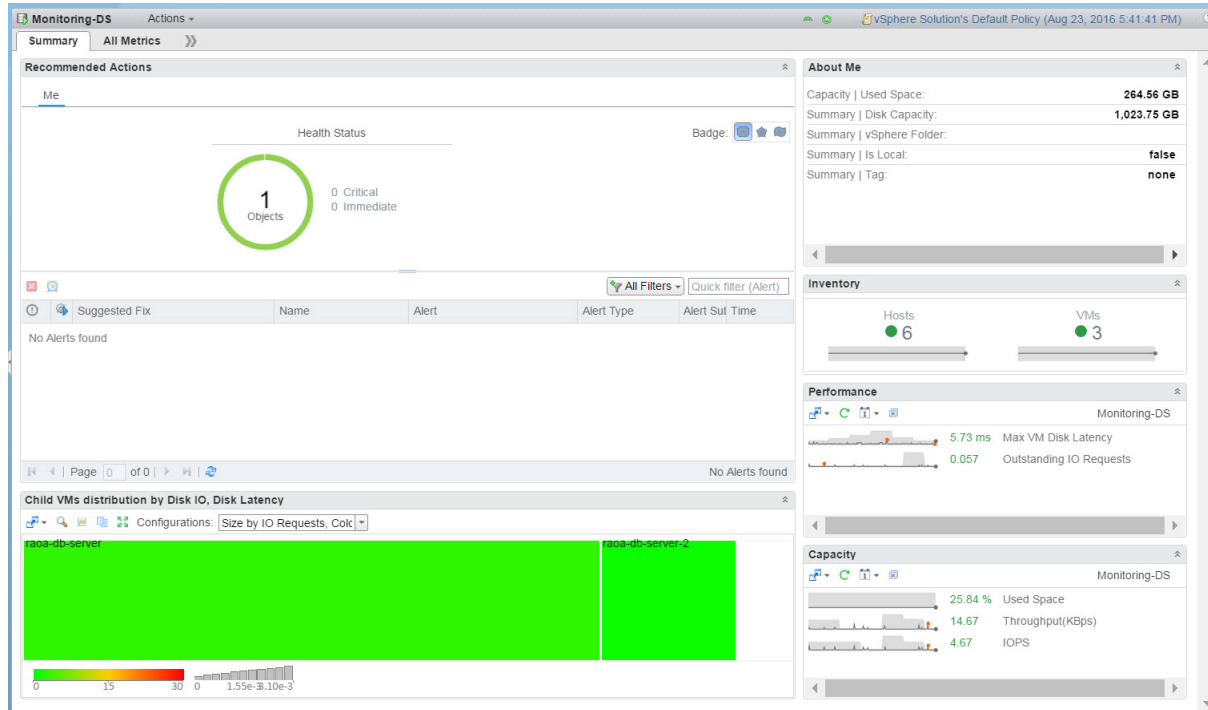 Monitoring-DS Actions
vSphere Solution's Default Policy (Aug 23, 2016 5:41:41 PM)
Summary All Metrics
Recommended Actions
Me
Health Status
Badge:
1
Objects
0 Critical
0 Immediate
All Filters Quick filter (Alert)
Suggested Fix Name Alert Alert Type Alert Sub Time
No Alerts found
Page 0 of 0
No Alerts found
Child VMs distribution by Disk IO, Disk Latency
Configurations: Size by IO Requests, Colo
raoa-db-server raoa-db-server-2
0 15 30 0 1.55e-3 3.10e-3
About Me
Capacity | Used Space: 264.56 GB
Summary | Disk Capacity: 1,023.75 GB
Summary | vSphere Folder:
Summary | Is Local: false
Summary | Tag: none
Inventory
Hosts VMs
6 3
Performance
Monitoring-DS
5.73 ms Max VM Disk Latency
0.057 Outstanding IO Requests
Capacity
Monitoring-DS
25.84 % Used Space
14.67 Throughput(KBps)
4.67 IOPS